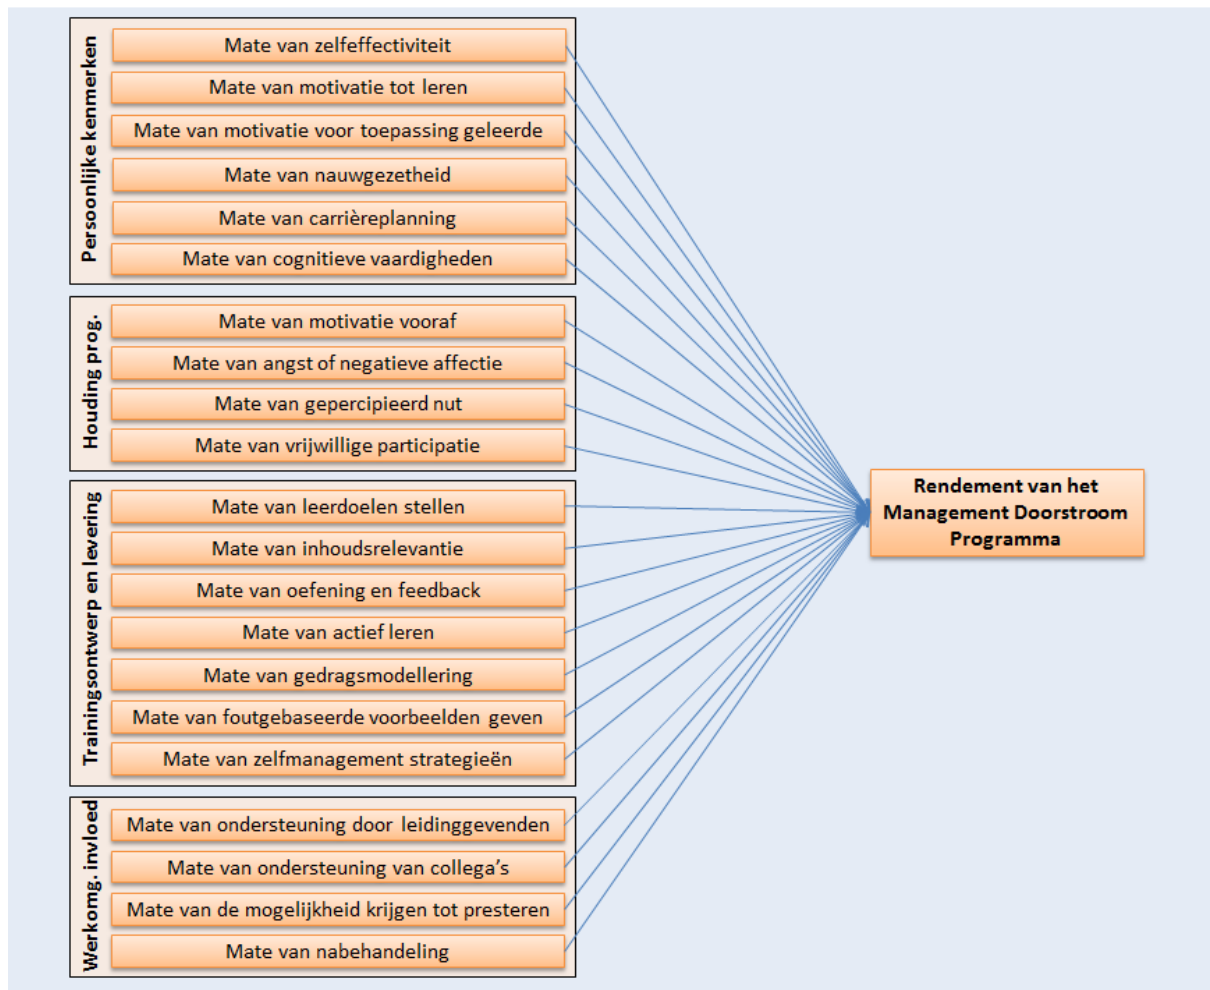 Persoonlijke kenmerken
Mate van zelfeffectiviteit
Mate van motivatie tot leren
Mate van motivatie voor toepassing geleerde
Mate van nauwgezetheid
Mate van carrièreplanning
Mate van cognitieve vaardigheden
Houding prog.
Mate van motivatie vooraf
Mate van angst of negatieve affectie
Mate van gepercipieerd nut
Mate van vrijwillige participatie
Trainingsontwerp en levering
Mate van leerdoelen stellen
Mate van inhoudsrelevantie
Mate van oefening en feedback
Mate van actief leren
Mate van gedragsmodellering
Mate van foutgebaseerde voorbeelden geven
Mate van zelfmanagement strategieën
Werkomg. invloed
Mate van ondersteuning door leidinggevenden
Mate van ondersteuning van collega's
Mate van de mogelijkheid krijgen tot presteren
Mate van nabehandeling
Rendement van het
Management Doorstroom
Programma